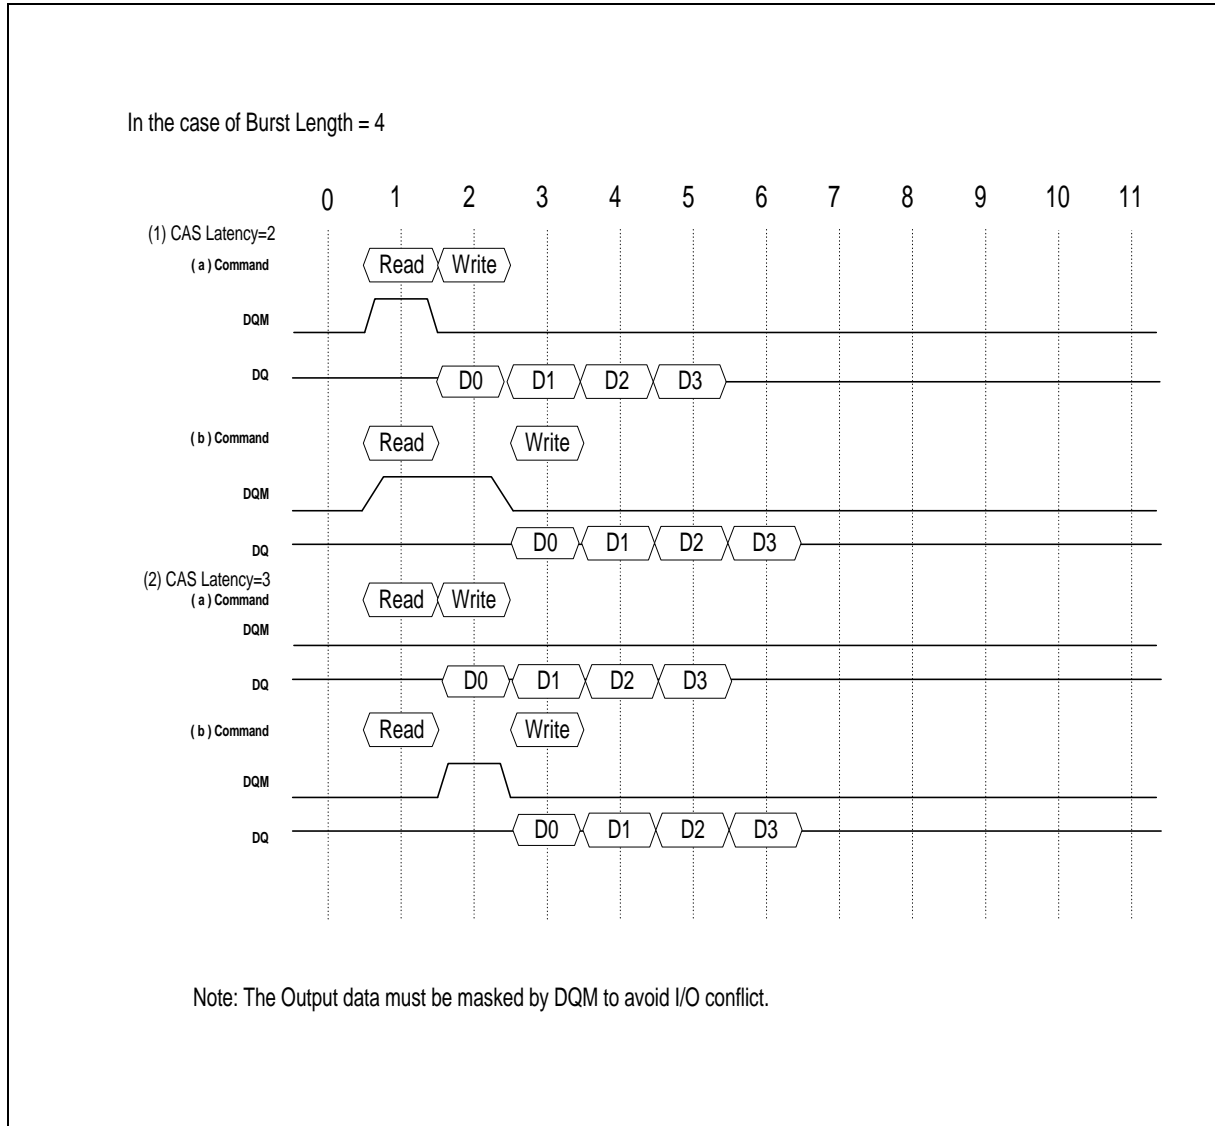 In the case of Burst Length = 4
0 1 2 3 4 5 6 7 8 9 10 11
(1) CAS Latency=2
( a ) Command Read Write
DQM
DQ D0 D1 D2 D3
( b ) Command Read Write
DQM
DQ D0 D1 D2 D3
(2) CAS Latency=3
( a ) Command Read Write
DQM
DQ D0 D1 D2 D3
( b ) Command Read Write
DQM
DQ D0 D1 D2 D3
Note: The Output data must be masked by DQM to avoid I/O conflict.